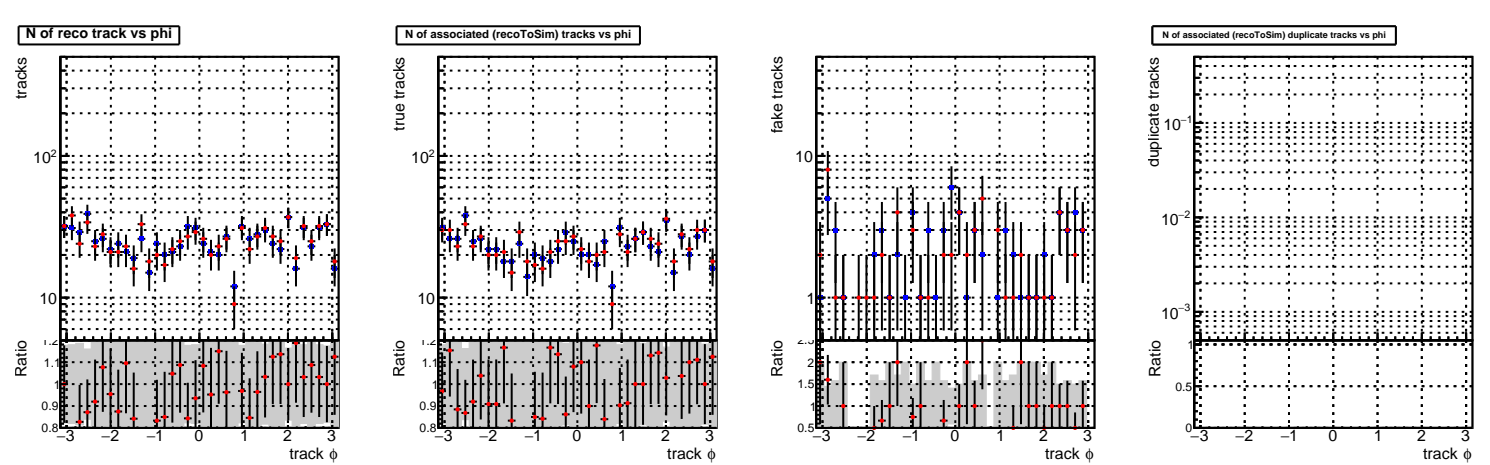 N of reco track vs phi
tracks
10²
10
Ratio
1.2
1.1
1
0.9
0.8
−3 −2 −1 0 1 2 3
track ϕ
N of associated (recoToSim) tracks vs phi
true tracks
10²
10
Ratio
1.2
1.1
1
0.9
0.8
−3 −2 −1 0 1 2 3
track ϕ
fake tracks
10
1
Ratio
2.5
2
1.5
1
0.5
−3 −2 −1 0 1 2 3
track ϕ
N of associated (recoToSim) duplicate tracks vs phi
duplicate tracks
10⁻¹
10⁻²
10⁻³
Ratio
1
0.5
0
−3 −2 −1 0 1 2 3
track ϕ